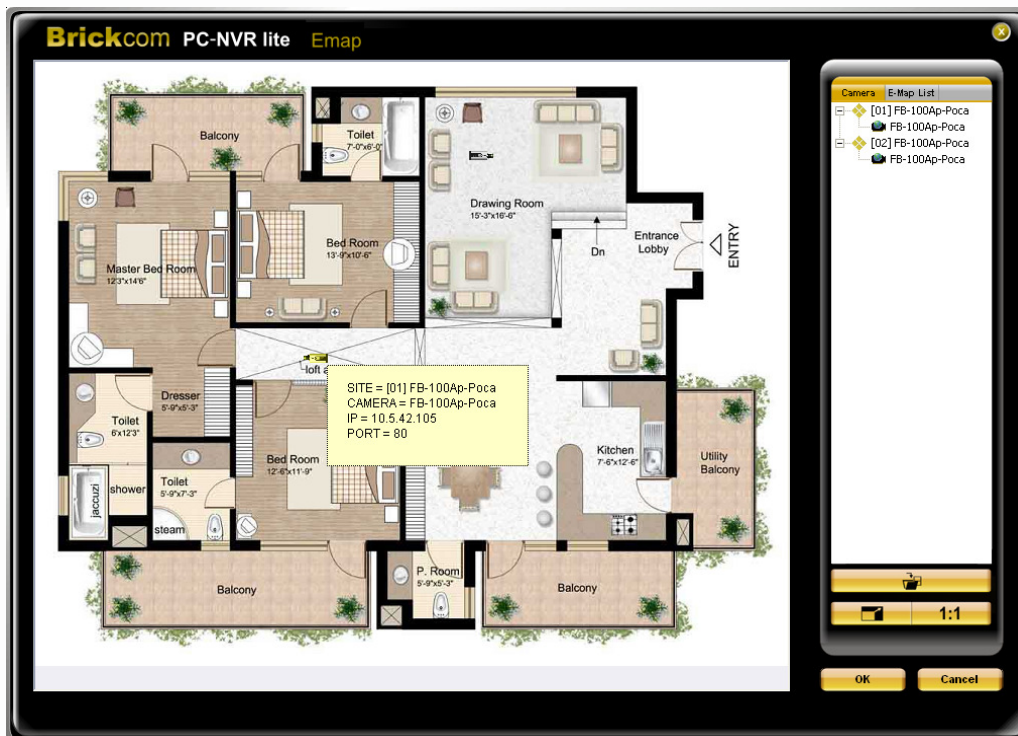 Brickcom PC-NVR lite Emap
Camera E-Map List
[01] FB-100Ap-Poca
FB-100Ap-Poca
[02] FB-100Ap-Poca
FB-100Ap-Poca
Balcony
Toilet
7'-0"x6'-0"
Drawing Room
15'-3"x16'-6"
Entrance
Lobby
ENTRY
Dn
Bed Room
13'-9"x10'-6"
Master Bed Room
12'3"x14'6"
loft
SITE = [01] FB-100Ap-Poca
CAMERA = FB-100Ap-Poca
IP = 10.5.42.105
PORT = 80
Dresser
5'-9"x5'-3"
Toilet
6'x12'3"
Bed Room
12'-6"x11'-9"
Kitchen
7'-6"x12'-6"
Utility
Balcony
Toilet
5'-9"x7'-3"
shower
jaccuzi
steam
P. Room
5'-9"x5'-3"
Balcony
Balcony
1:1
OK Cancel